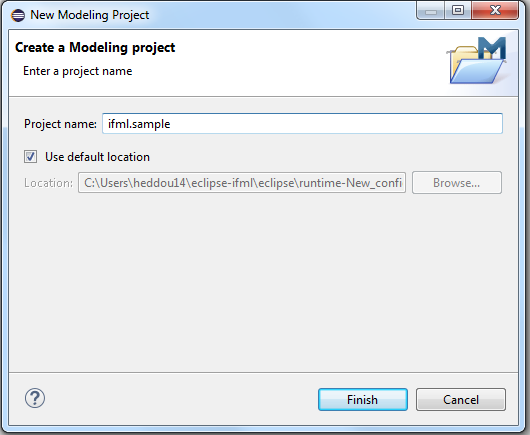 New Modeling Project
Create a Modeling project
Enter a project name
Project name: ifml.sample
Use default location
Location: C:\Users\heddou14\eclipse-ifml\eclipse\runtime-New_confi Browse...
Finish Cancel